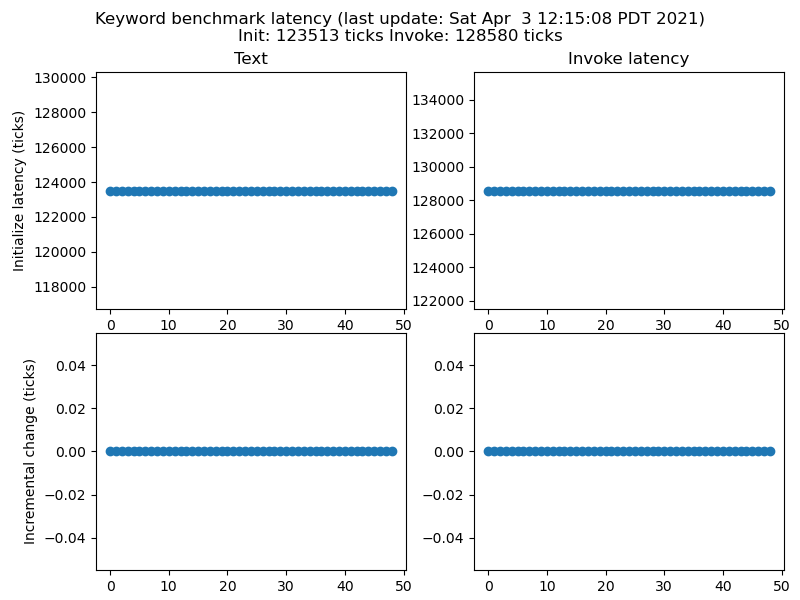 Keyword benchmark latency (last update: Sat Apr  3 12:15:08 PDT 2021)
Init: 123513 ticks Invoke: 128580 ticks
Text
Invoke latency
Initialize latency (ticks)
130000
128000
126000
124000
122000
120000
118000
0 10 20 30 40 50
134000
132000
130000
128000
126000
124000
122000
0 10 20 30 40 50
Incremental change (ticks)
0.04
0.02
0.00
−0.02
−0.04
0 10 20 30 40 50
0.04
0.02
0.00
−0.02
−0.04
0 10 20 30 40 50